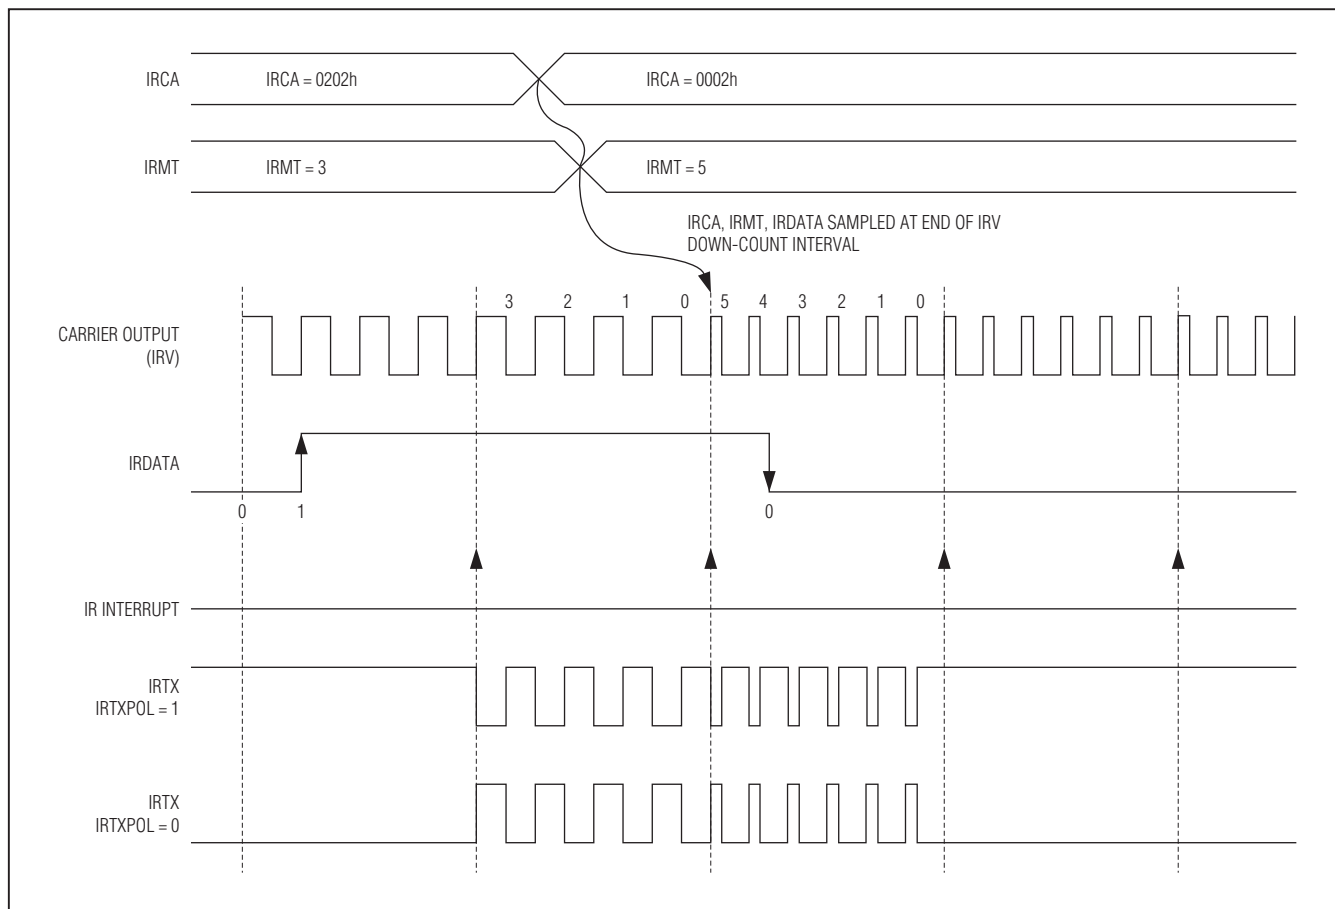 IRCA
IRCA = 0202h
IRCA = 0002h
IRMT
IRMT = 3
IRMT = 5
IRCA, IRMT, IRDATA SAMPLED AT END OF IRV
DOWN-COUNT INTERVAL
3 2 1 0 5 4 3 2 1 0
CARRIER OUTPUT
(IRV)
IRDATA
0 1 0
IR INTERRUPT
IRTX
IRTXPOL = 1
IRTX
IRTXPOL = 0